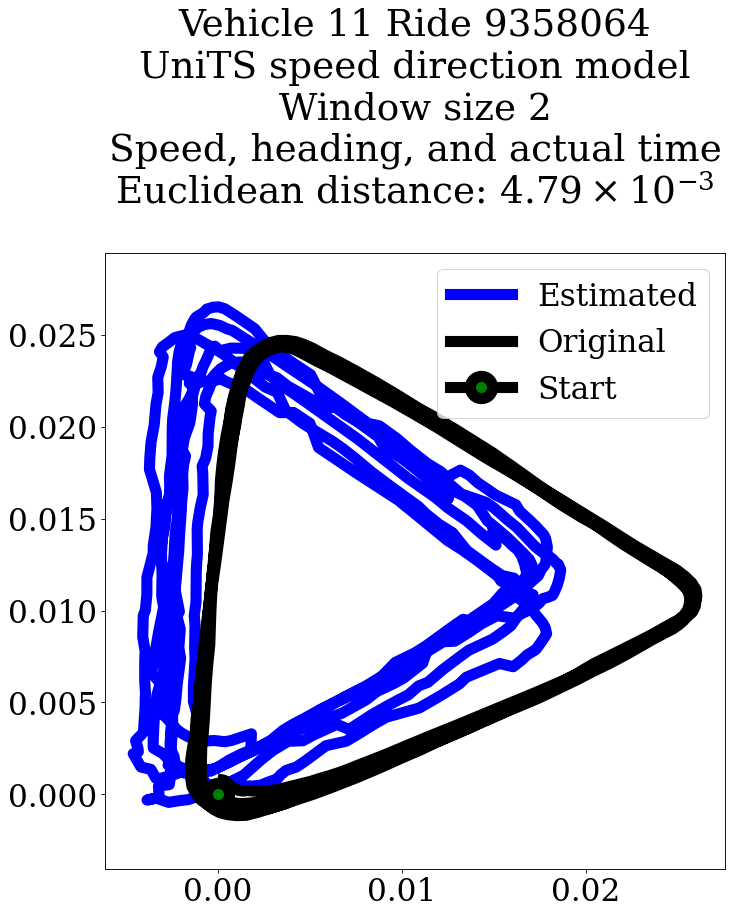 Vehicle 11 Ride 9358064
UniTS speed direction model
Window size 2
Speed, heading, and actual time
Euclidean distance: 4.79 × 10⁻³
Estimated
Original
Start
0.025
0.020
0.015
0.010
0.005
0.000
0.00 0.01 0.02